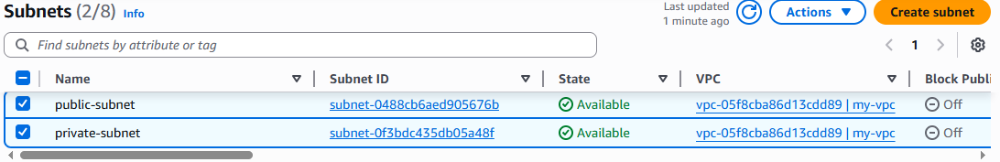 Subnets (2/8) Info
Last updated
1 minute ago
Actions
Create subnet
Find subnets by attribute or tag
1
Name Subnet ID State VPC Block Publi
public-subnet subnet-0488cb6aed905676b Available vpc-05f8cba86d13cdd89 | my-vpc Off
private-subnet subnet-0f3bdc435db05a48f Available vpc-05f8cba86d13cdd89 | my-vpc Off